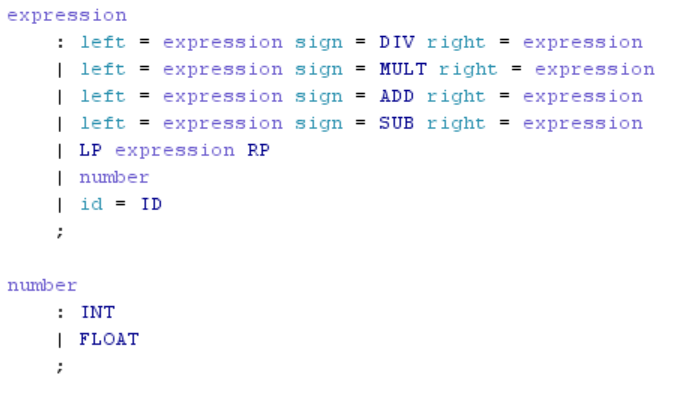 expression
: left = expression sign = DIV right = expression
| left = expression sign = MULT right = expression
| left = expression sign = ADD right = expression
| left = expression sign = SUB right = expression
| LP expression RP
| number
| id = ID
;
number
: INT
| FLOAT
;